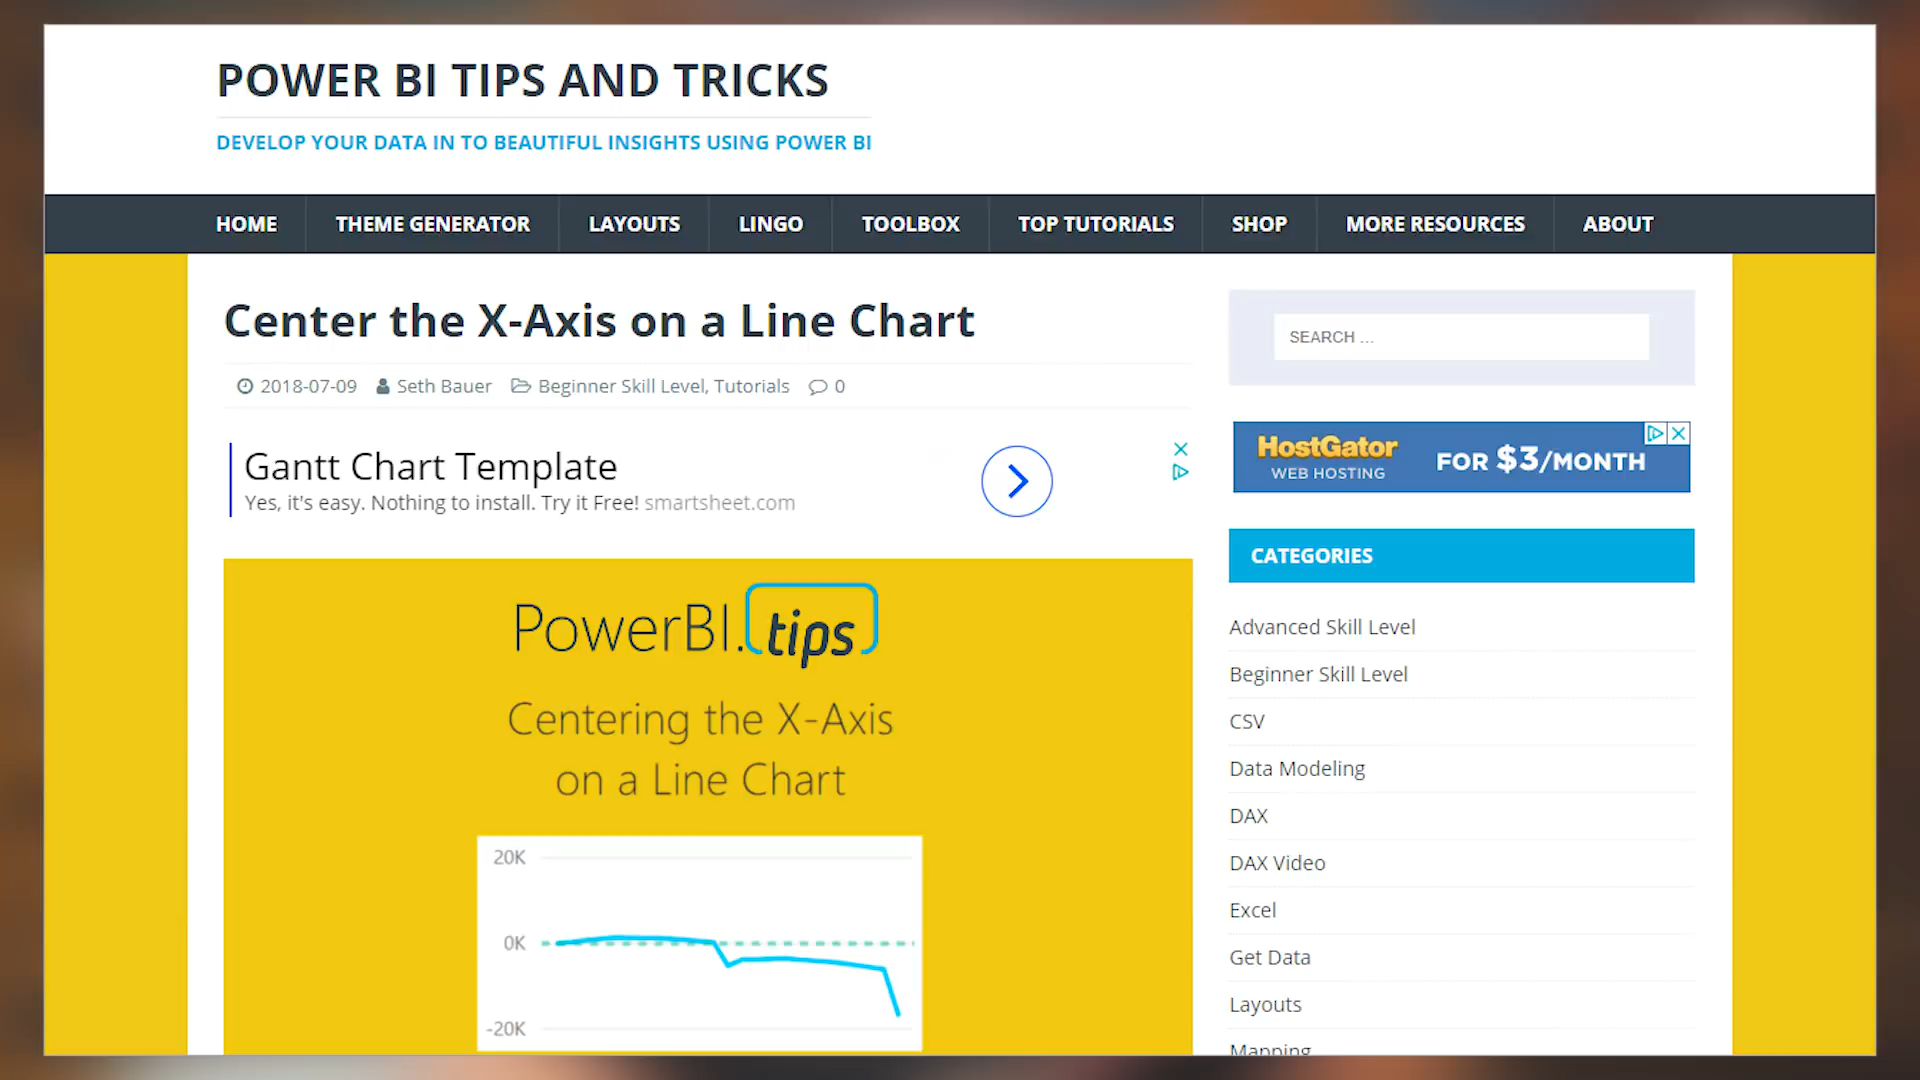 POWER BI TIPS AND TRICKS
DEVELOP YOUR DATA IN TO BEAUTIFUL INSIGHTS USING POWER BI
HOME THEME GENERATOR LAYOUTS LINGO TOOLBOX TOP TUTORIALS SHOP MORE RESOURCES ABOUT
Center the X-Axis on a Line Chart
2018-07-09 Seth Bauer Beginner Skill Level, Tutorials 0
Gantt Chart Template
Yes, it's easy. Nothing to install. Try it Free! smartsheet.com
PowerBI.tips
Centering the X-Axis
on a Line Chart
20K
0K
-20K
SEARCH ...
HostGator
WEB HOSTING
FOR $3/MONTH
CATEGORIES
Advanced Skill Level
Beginner Skill Level
CSV
Data Modeling
DAX
DAX Video
Excel
Get Data
Layouts
Mapping